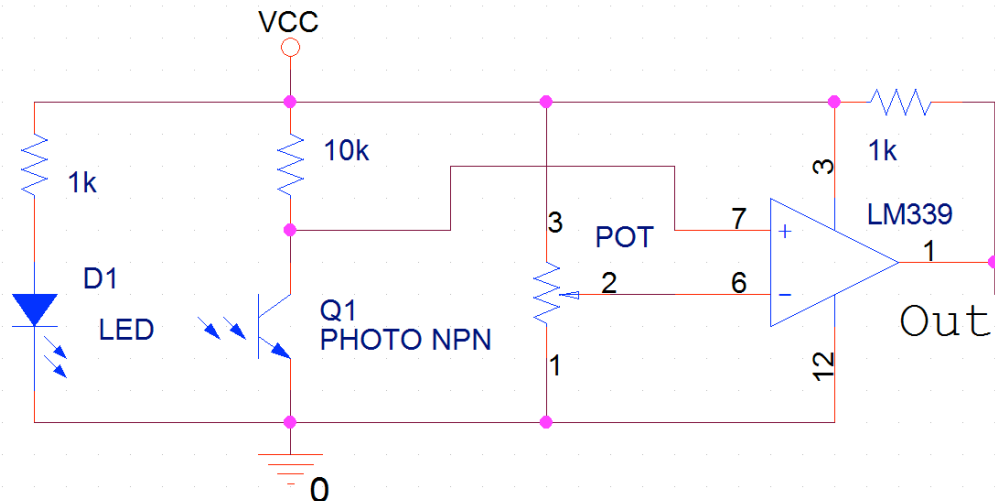 VCC
1k
10k
3
1k
LM339
7
3
POT
1
2
6
D1
LED
Q1
PHOTO NPN
Out
1
12
0